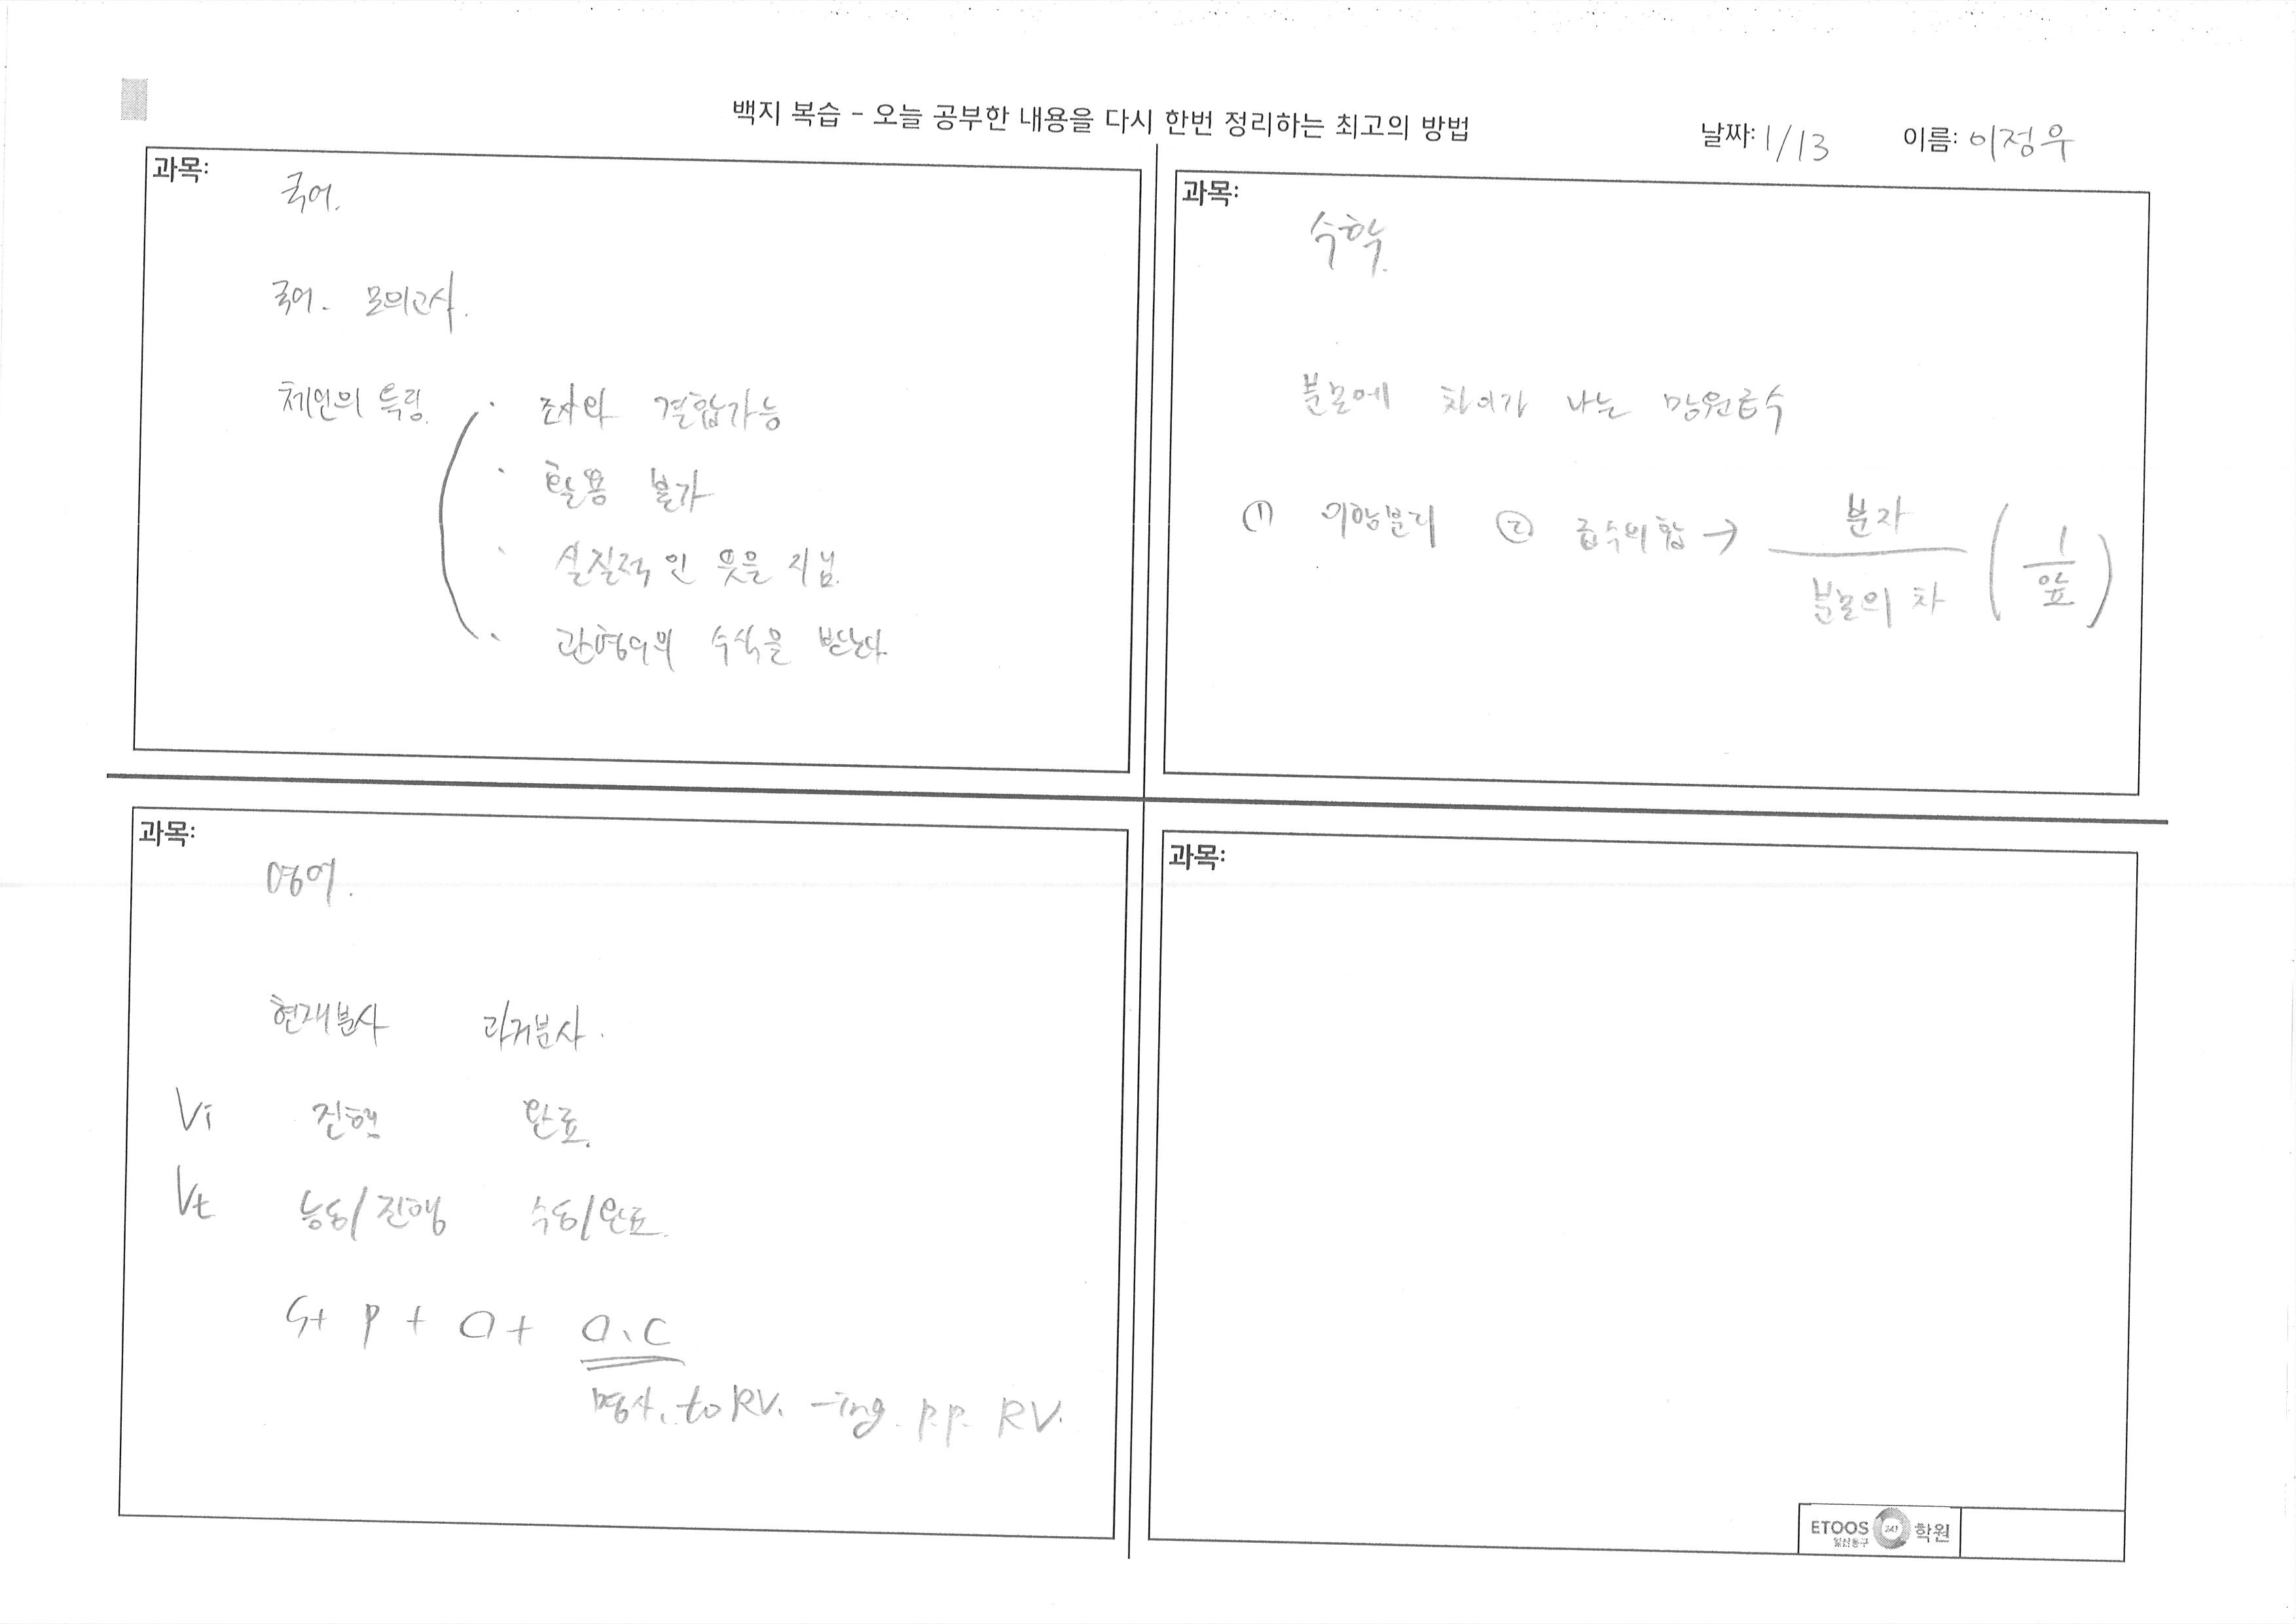 백지 복습 - 오늘 공부한 내용을 다시 한번 정리하는 최고의 방법
날짜: 1/13 이름: 이정우
과목: 국어.
국어. 모의고사.
체언의 특징.
· 조사와 결합가능
· 활용 불가
· 실질적인 뜻을 지님.
· 관형어의 수식을 받는다
과목: 수학.
분모에 차이가 나는 망원급수
① 이항분리 ② 급수의 합 → 분자/분모의 차 (1/앞)
과목: 영어.
현재분사 과거분사.
Vi 진행 완료.
Vt 능동/진행 수동/완료.
S + P + O + O.C
명사. to RV. -ing. p.p. RV.
과목:
ETOOS 247 학원
일산동구